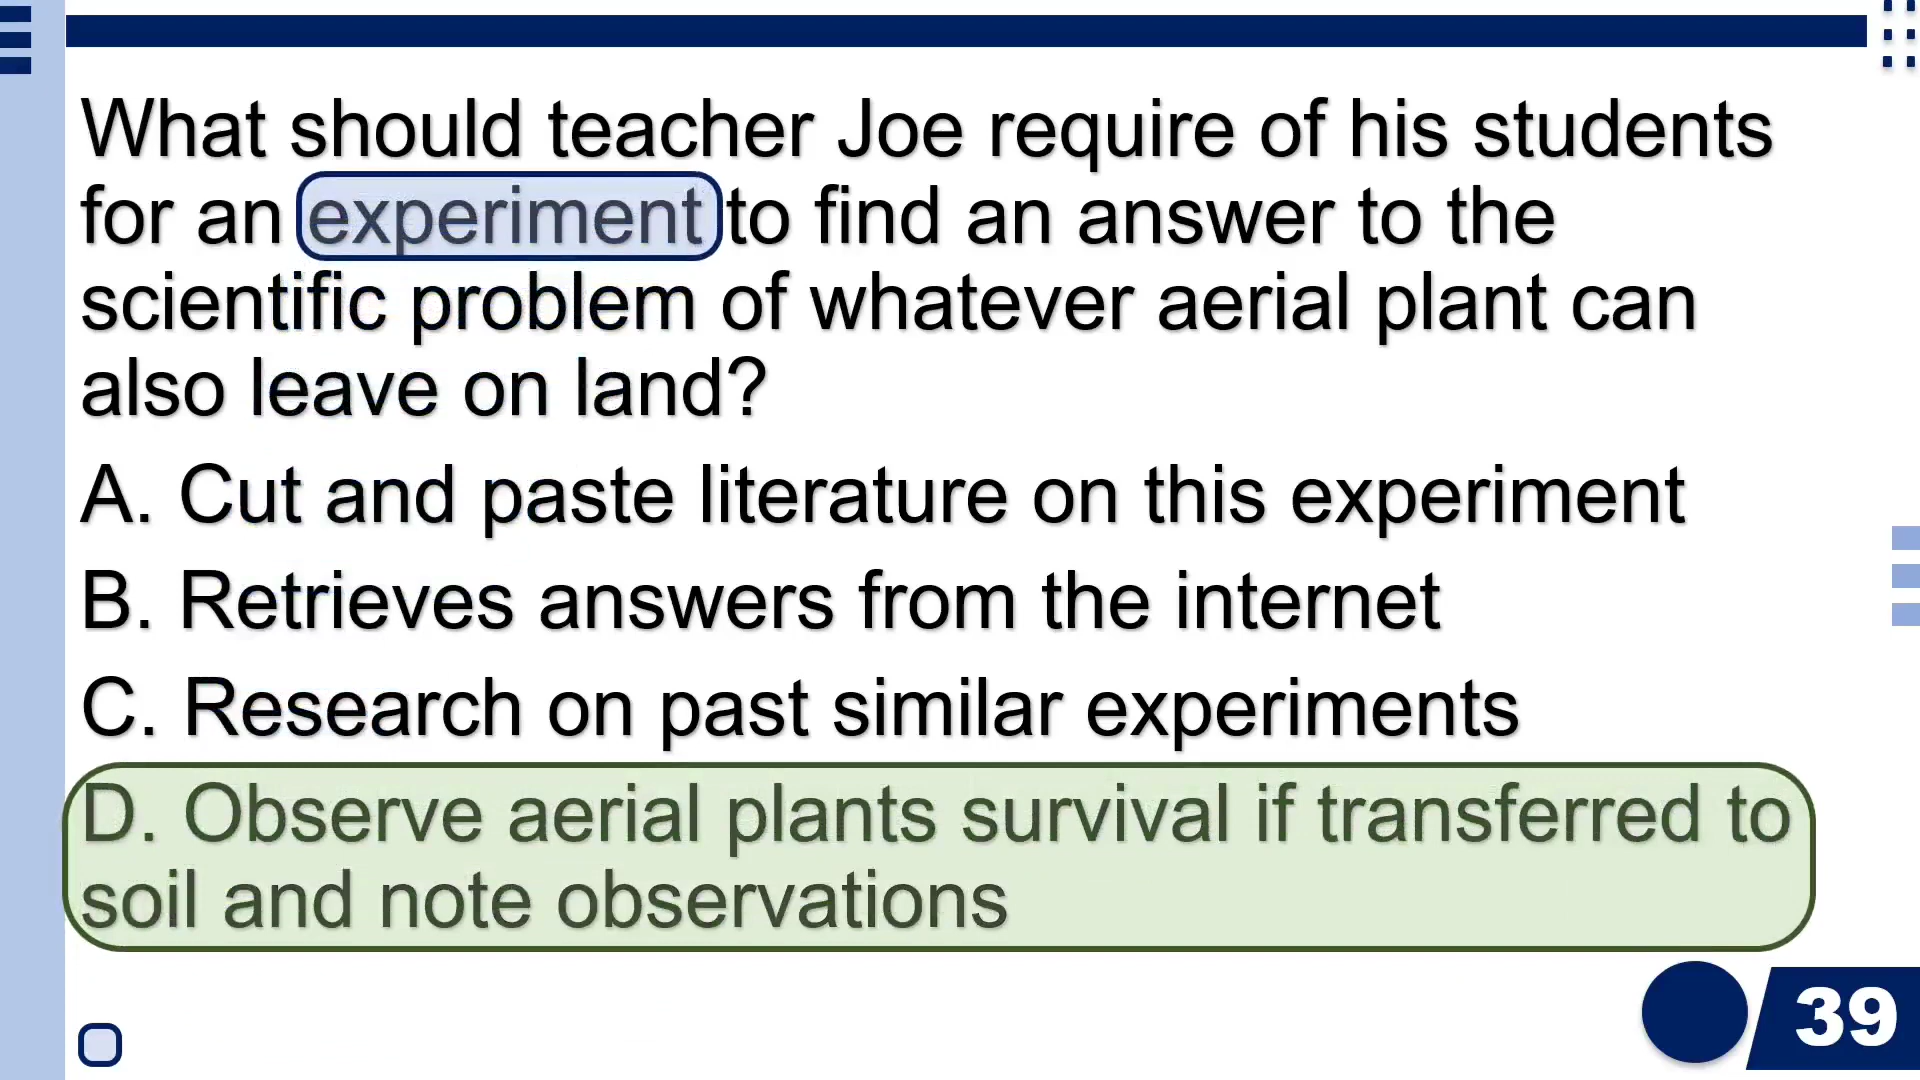 What should teacher Joe require of his students
for an experiment to find an answer to the
scientific problem of whatever aerial plant can
also leave on land?
A. Cut and paste literature on this experiment
B. Retrieves answers from the internet
C. Research on past similar experiments
D. Observe aerial plants survival if transferred to
soil and note observations
39